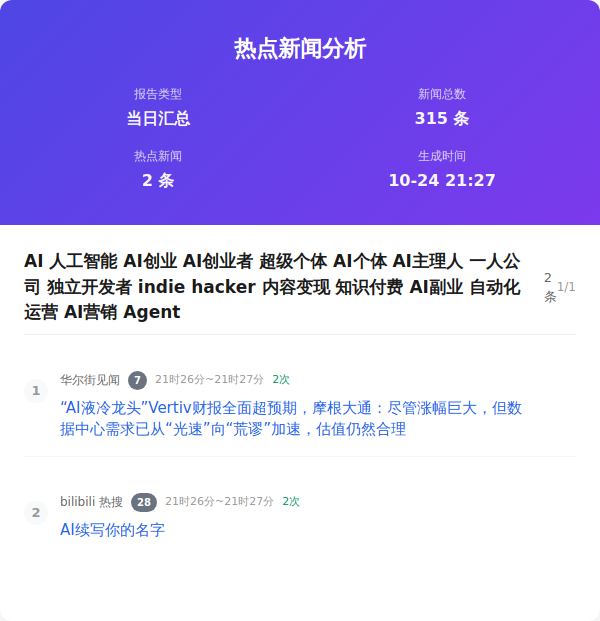 热点新闻分析
报告类型
当日汇总
新闻总数
315 条
热点新闻
2 条
生成时间
10-24 21:27
AI 人工智能 AI创业 AI创业者 超级个体 AI个体 AI主理人 一人公
司 独立开发者 indie hacker 内容变现 知识付费 AI副业 自动化
运营 AI营销 Agent
2
条
1/1
1
华尔街见闻 7 21时26分~21时27分 2次
“AI液冷龙头”Vertiv财报全面超预期，摩根大通：尽管涨幅巨大，但数
据中心需求已从“光速”向“荒谬”加速，估值仍然合理
2
bilibili 热搜 28 21时26分~21时27分 2次
AI续写你的名字